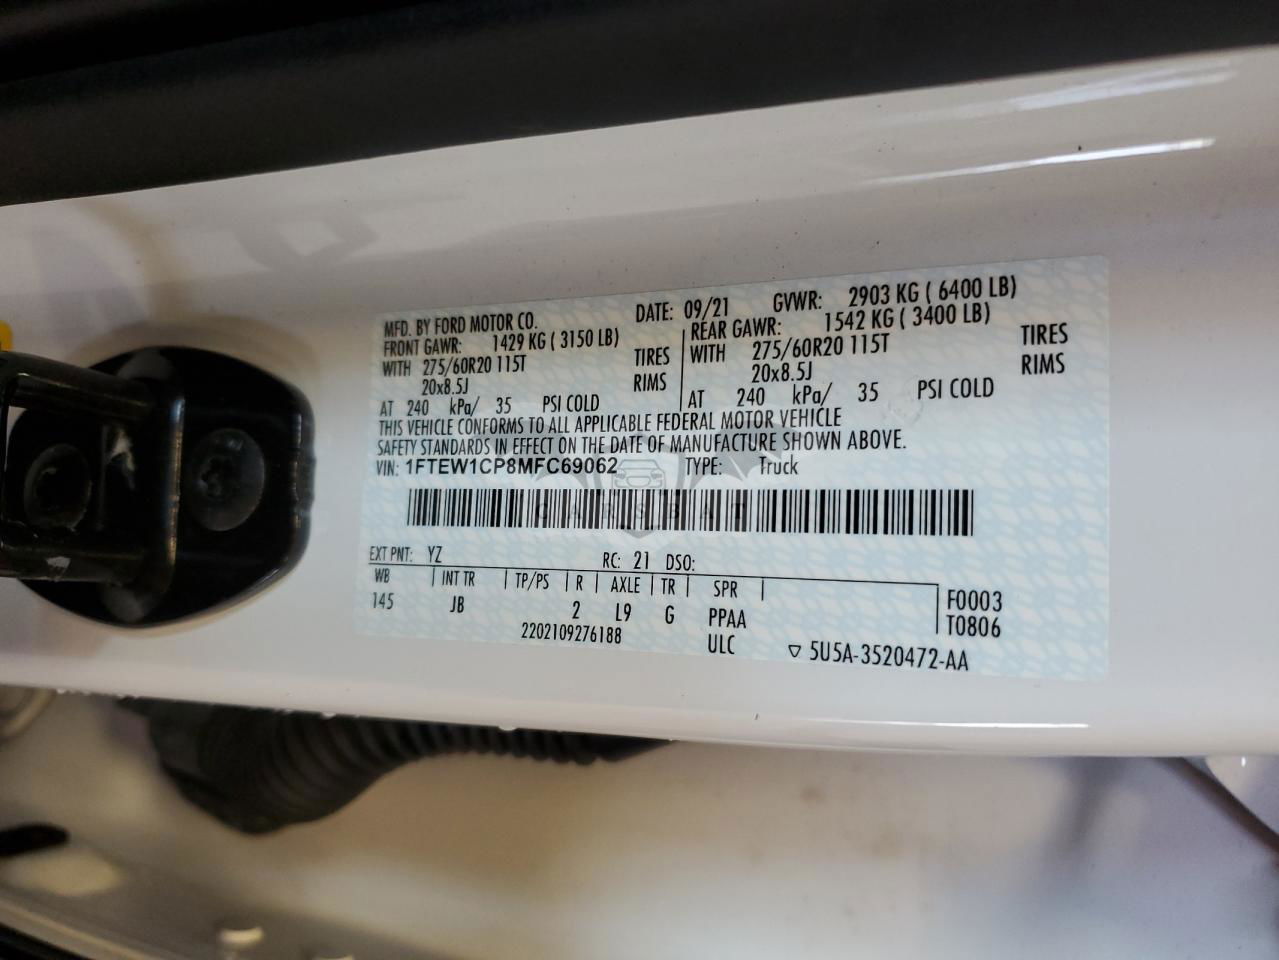 MFD. BY FORD MOTOR CO. DATE: 09/21 GVWR: 2903 KG ( 6400 LB)
FRONT GAWR: 1429 KG ( 3150 LB) REAR GAWR: 1542 KG ( 3400 LB)
WITH 275/60R20 115T TIRES WITH 275/60R20 115T TIRES
20x8.5J RIMS 20x8.5J RIMS
AT 240 kPa/ 35 PSI COLD AT 240 kPa/ 35 PSI COLD
THIS VEHICLE CONFORMS TO ALL APPLICABLE FEDERAL MOTOR VEHICLE
SAFETY STANDARDS IN EFFECT ON THE DATE OF MANUFACTURE SHOWN ABOVE.
VIN: 1FTEW1CP8MFC69062 TYPE: Truck
CARSBAT
EXT PNT: YZ RC: 21 DSO:
WB INT TR TP/PS R AXLE TR SPR F0003
145 JB 2 L9 G PPAA T0806
2202109276188 ULC ▽ 5U5A-3520472-AA